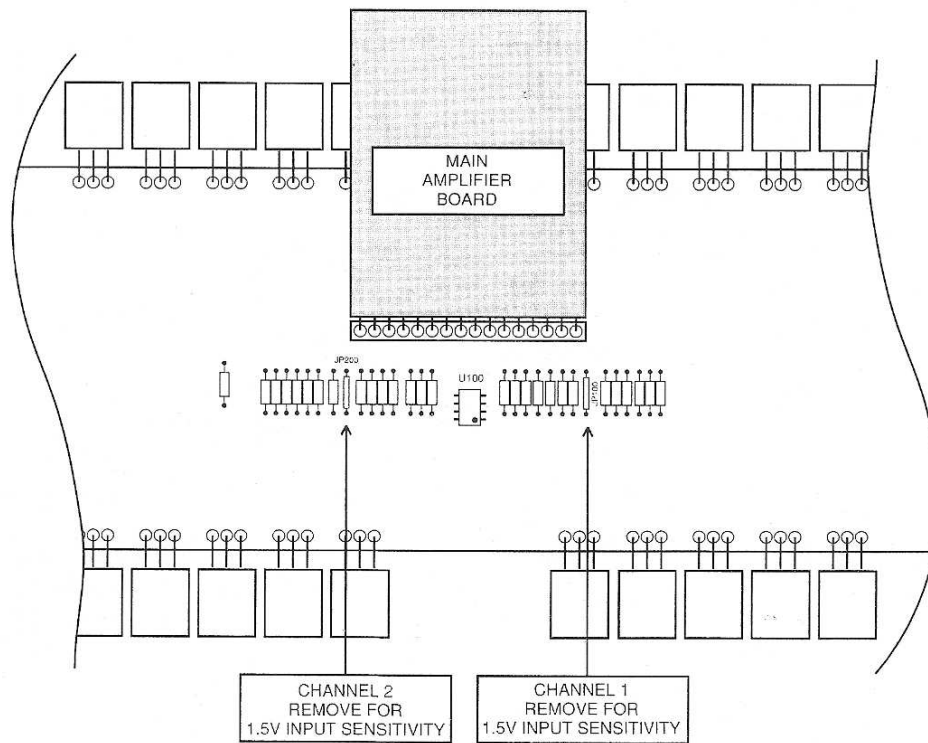 MAIN
AMPLIFIER
BOARD
JP200
U100
JP100
CHANNEL 2
REMOVE FOR
1.5V INPUT SENSITIVITY
CHANNEL 1
REMOVE FOR
1.5V INPUT SENSITIVITY